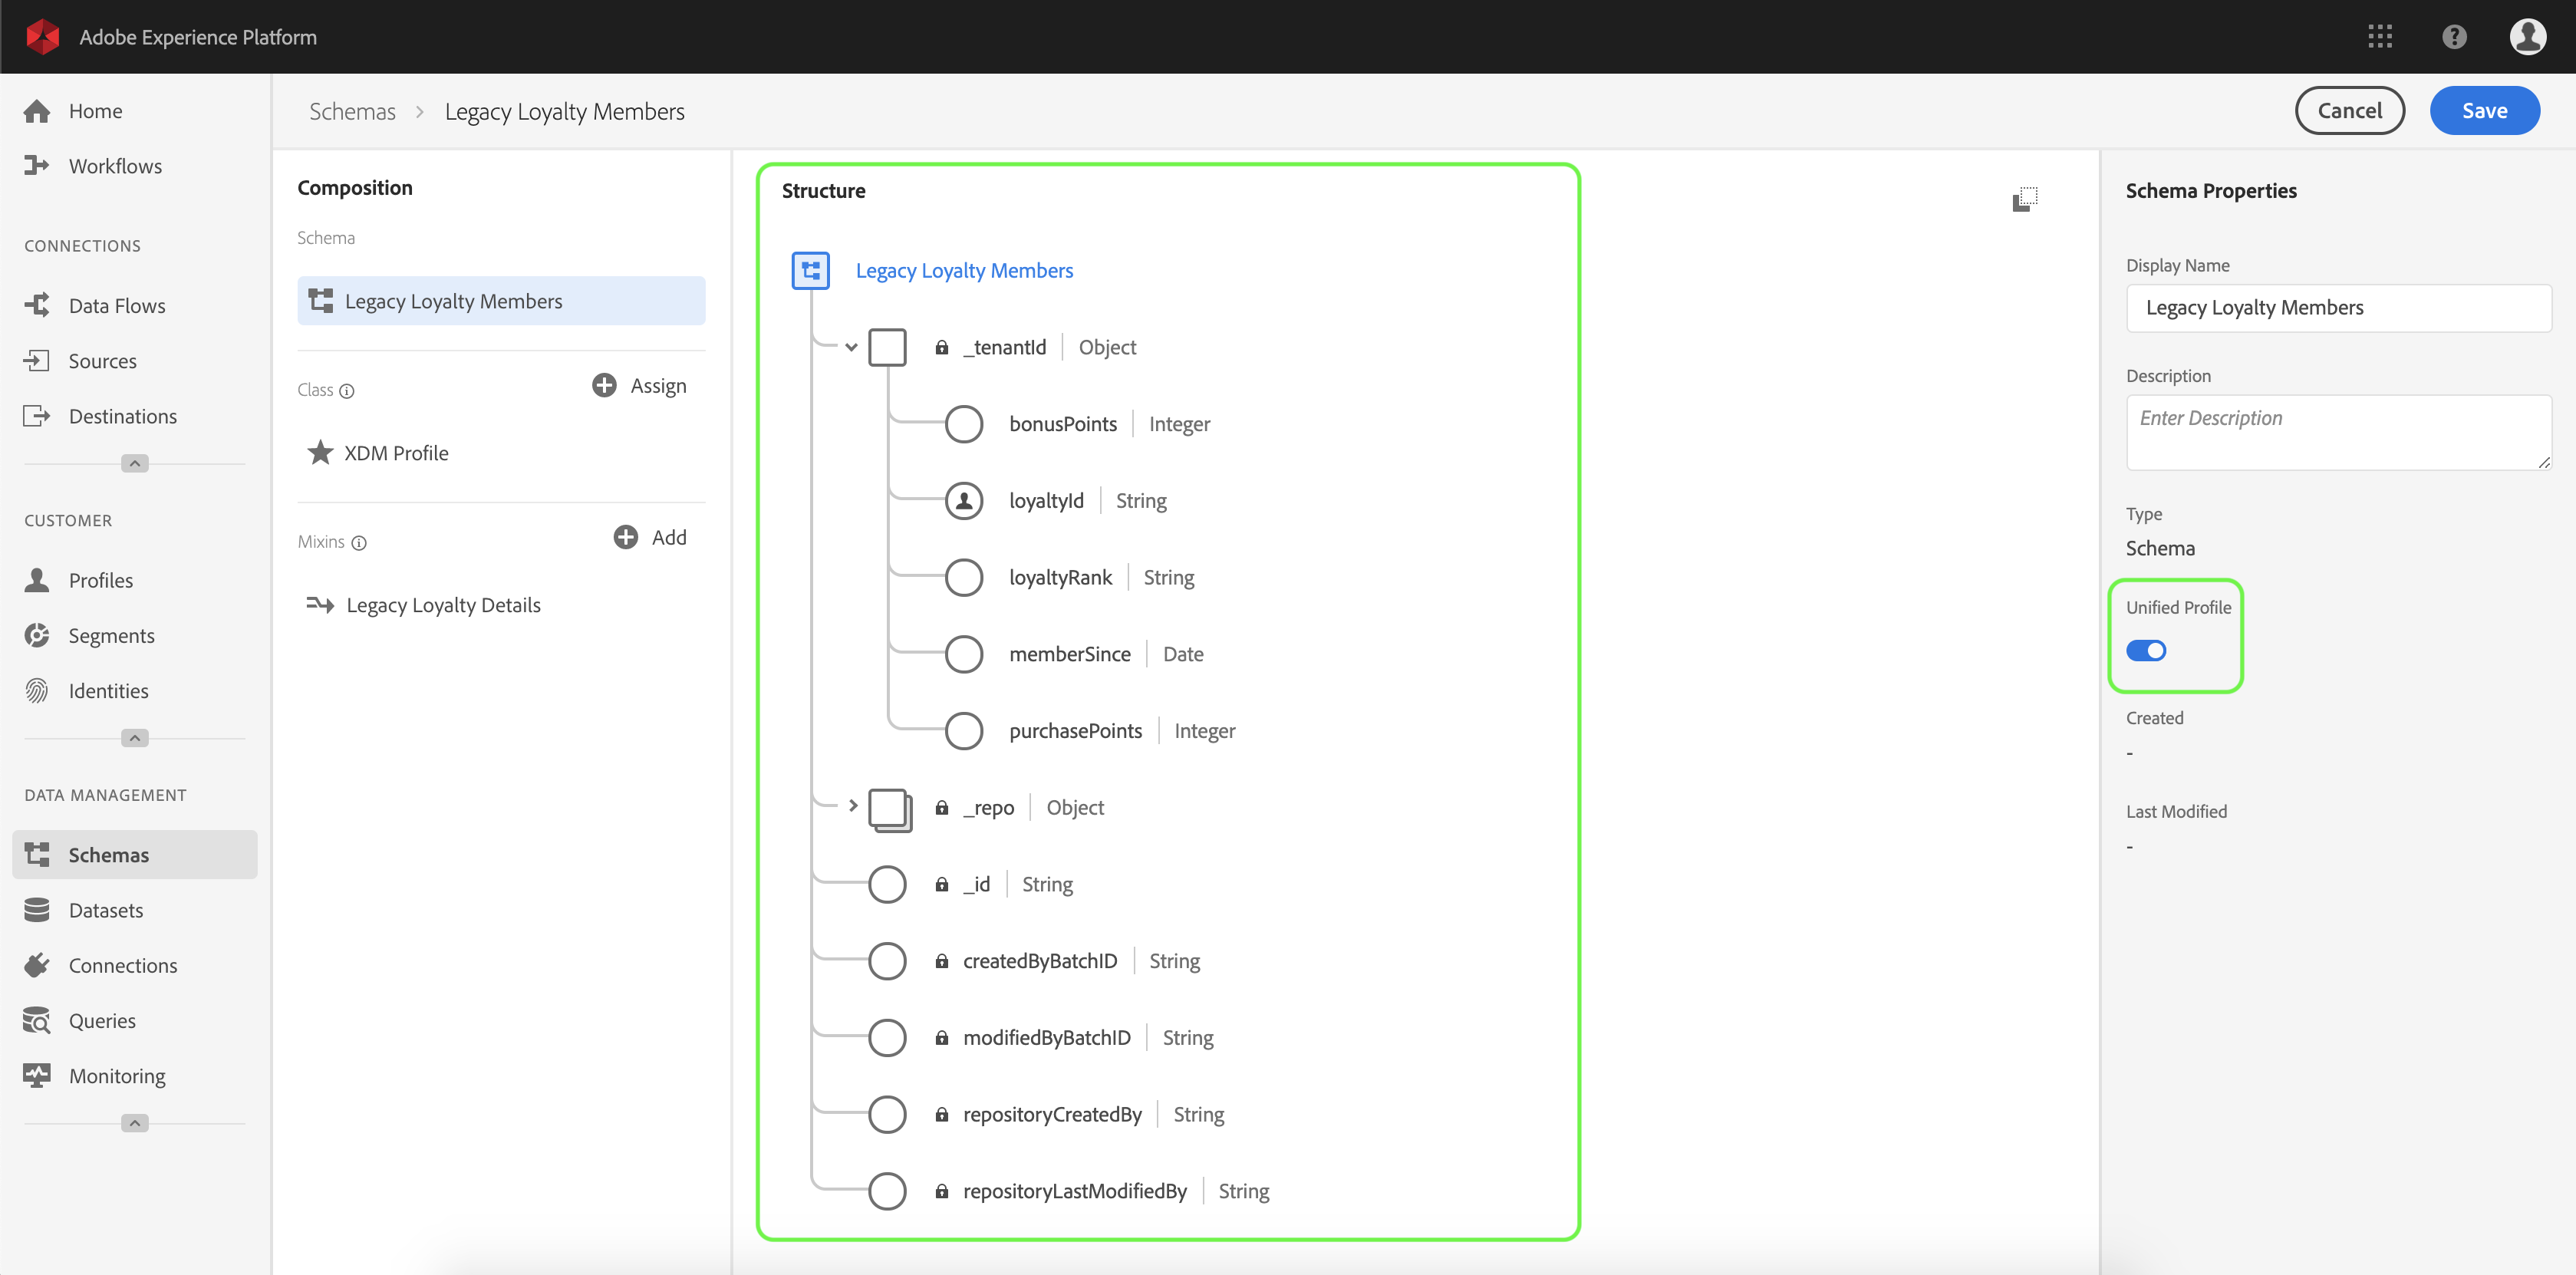 Adobe Experience Platform
?
Home
Workflows
CONNECTIONS
Data Flows
Sources
Destinations
CUSTOMER
Profiles
Segments
Identities
DATA MANAGEMENT
Schemas
Datasets
Connections
Queries
Monitoring
Schemas > Legacy Loyalty Members
Cancel
Save
Composition
Schema
Legacy Loyalty Members
Class
Assign
XDM Profile
Mixins
Add
Legacy Loyalty Details
Structure
Legacy Loyalty Members
_tenantId | Object
bonusPoints | Integer
loyaltyId | String
loyaltyRank | String
memberSince | Date
purchasePoints | Integer
_repo | Object
_id | String
createdByBatchID | String
modifiedByBatchID | String
repositoryCreatedBy | String
repositoryLastModifiedBy | String
Schema Properties
Display Name
Legacy Loyalty Members
Description
Enter Description
Type
Schema
Unified Profile
Created
-
Last Modified
-